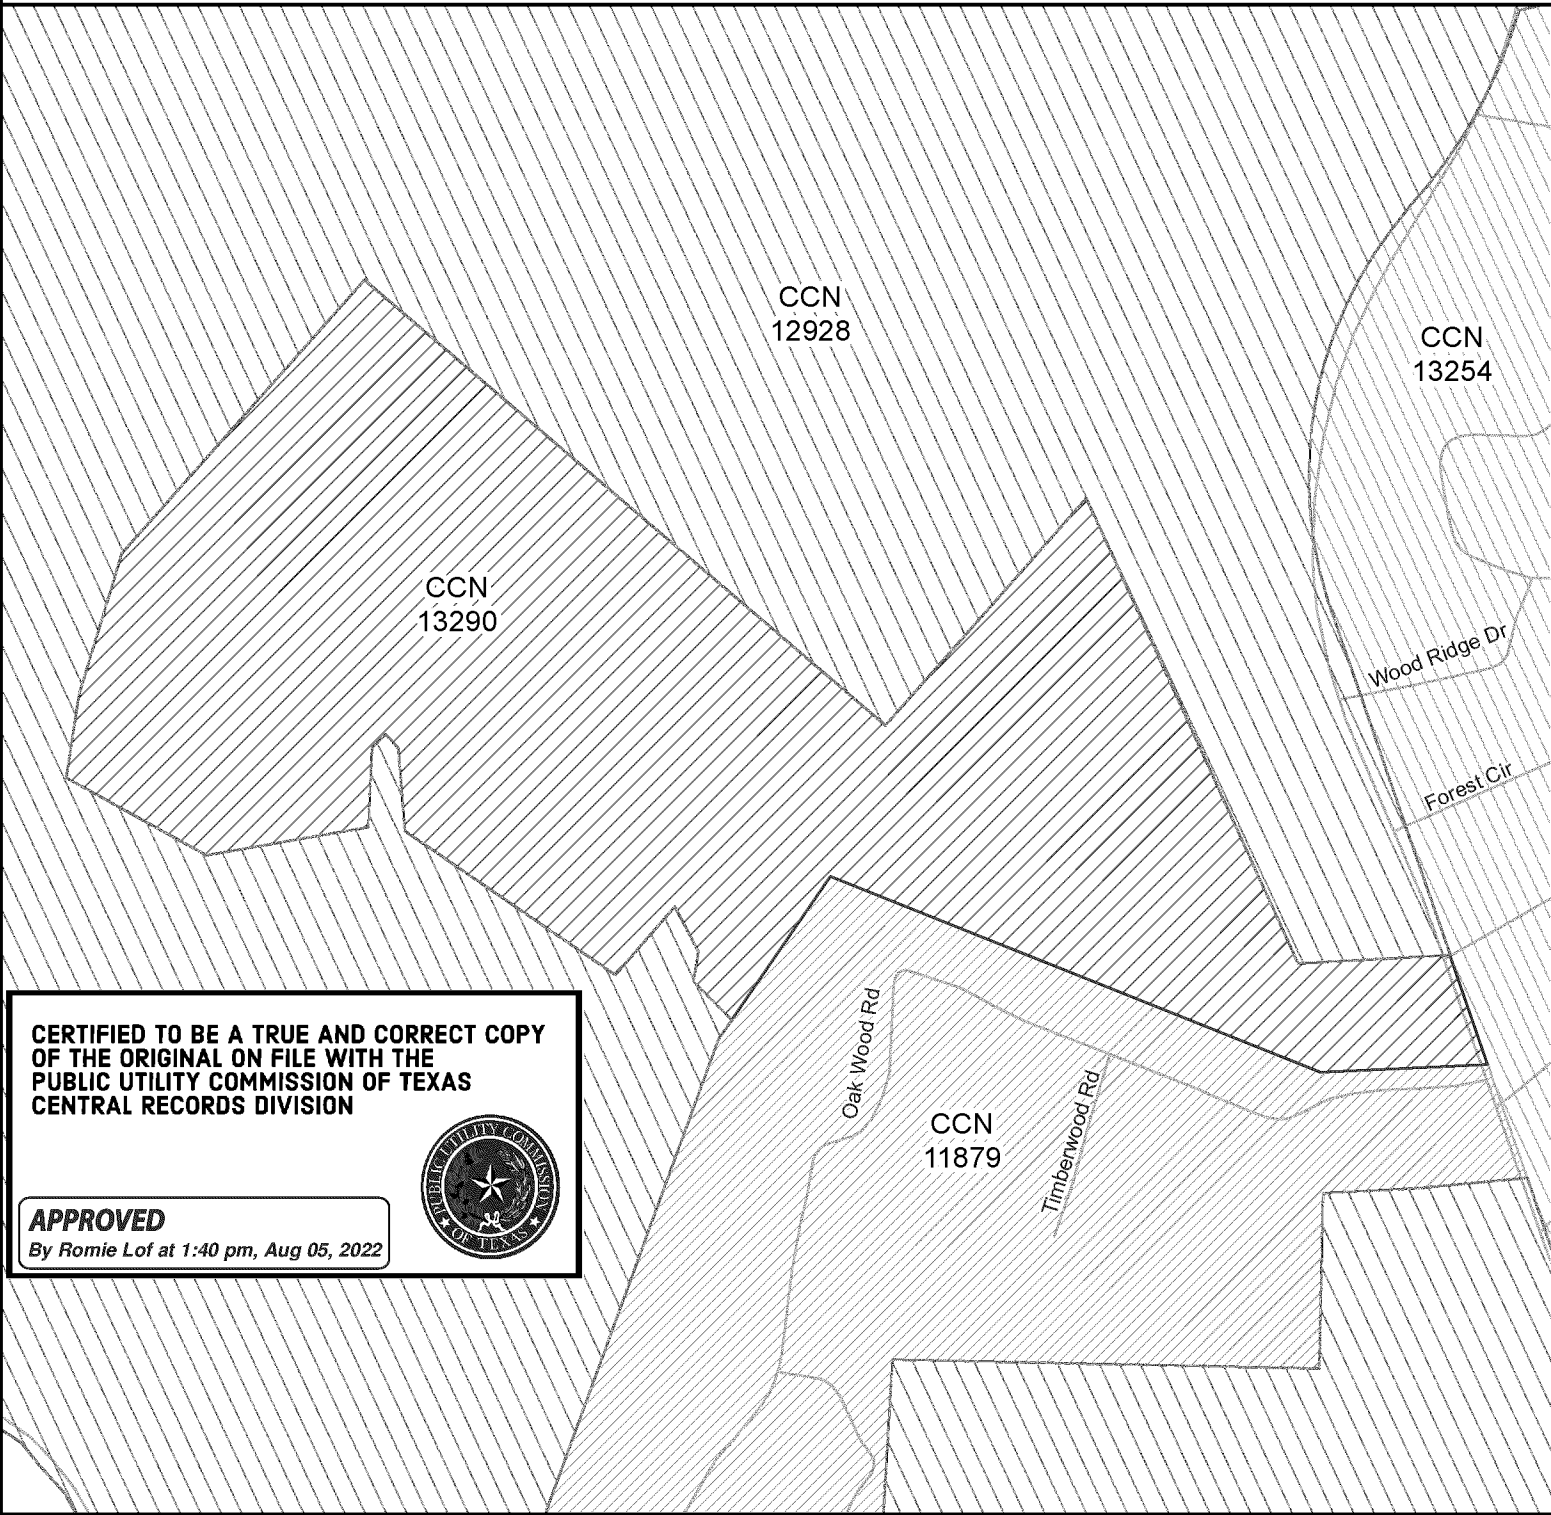 CCN
12928
CCN
13254
CCN
13290
Wood Ridge Dr
Forest Cir
Oak Wood Rd
Timberwood Rd
CCN
11879
CERTIFIED TO BE A TRUE AND CORRECT COPY
OF THE ORIGINAL ON FILE WITH THE
PUBLIC UTILITY COMMISSION OF TEXAS
CENTRAL RECORDS DIVISION
PUBLIC UTILITY COMMISSION
OF TEXAS
APPROVED
By Romie Lof at 1:40 pm, Aug 05, 2022